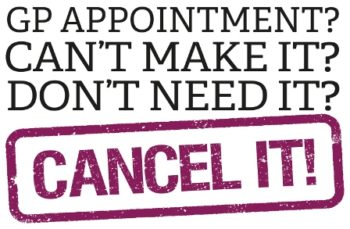 GP APPOINTMENT?
CAN'T MAKE IT?
DON'T NEED IT?
CANCEL IT!